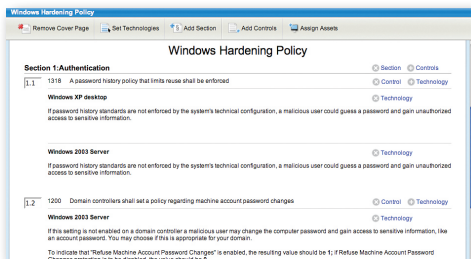 Windows Hardening Policy
Remove Cover Page Set Technologies Add Section Add Controls Assign Assets
Windows Hardening Policy
Section 1:Authentication Section Controls
1.1 1318 A password history policy that limits reuse shall be enforced Control Technology
Windows XP desktop Technology
If password history standards are not enforced by the system's technical configuration, a malicious user could guess a password and gain unauthorized
access to sensitive information.
Windows 2003 Server Technology
If password history standards are not enforced by the system's technical configuration, a malicious user could guess a password and gain unauthorized
access to sensitive information.
1.2 1200 Domain controllers shall set a policy regarding machine account password changes Control Technology
Windows 2003 Server Technology
If this setting is not enabled on a domain controller a malicious user may change the computer password and gain access to sensitive information, like
an account password. You may choose if this is appropriate for your domain.
To indicate that "Refuse Machine Account Password Changes" is enabled, the resulting value should be 1; if Refuse Machine Account Password